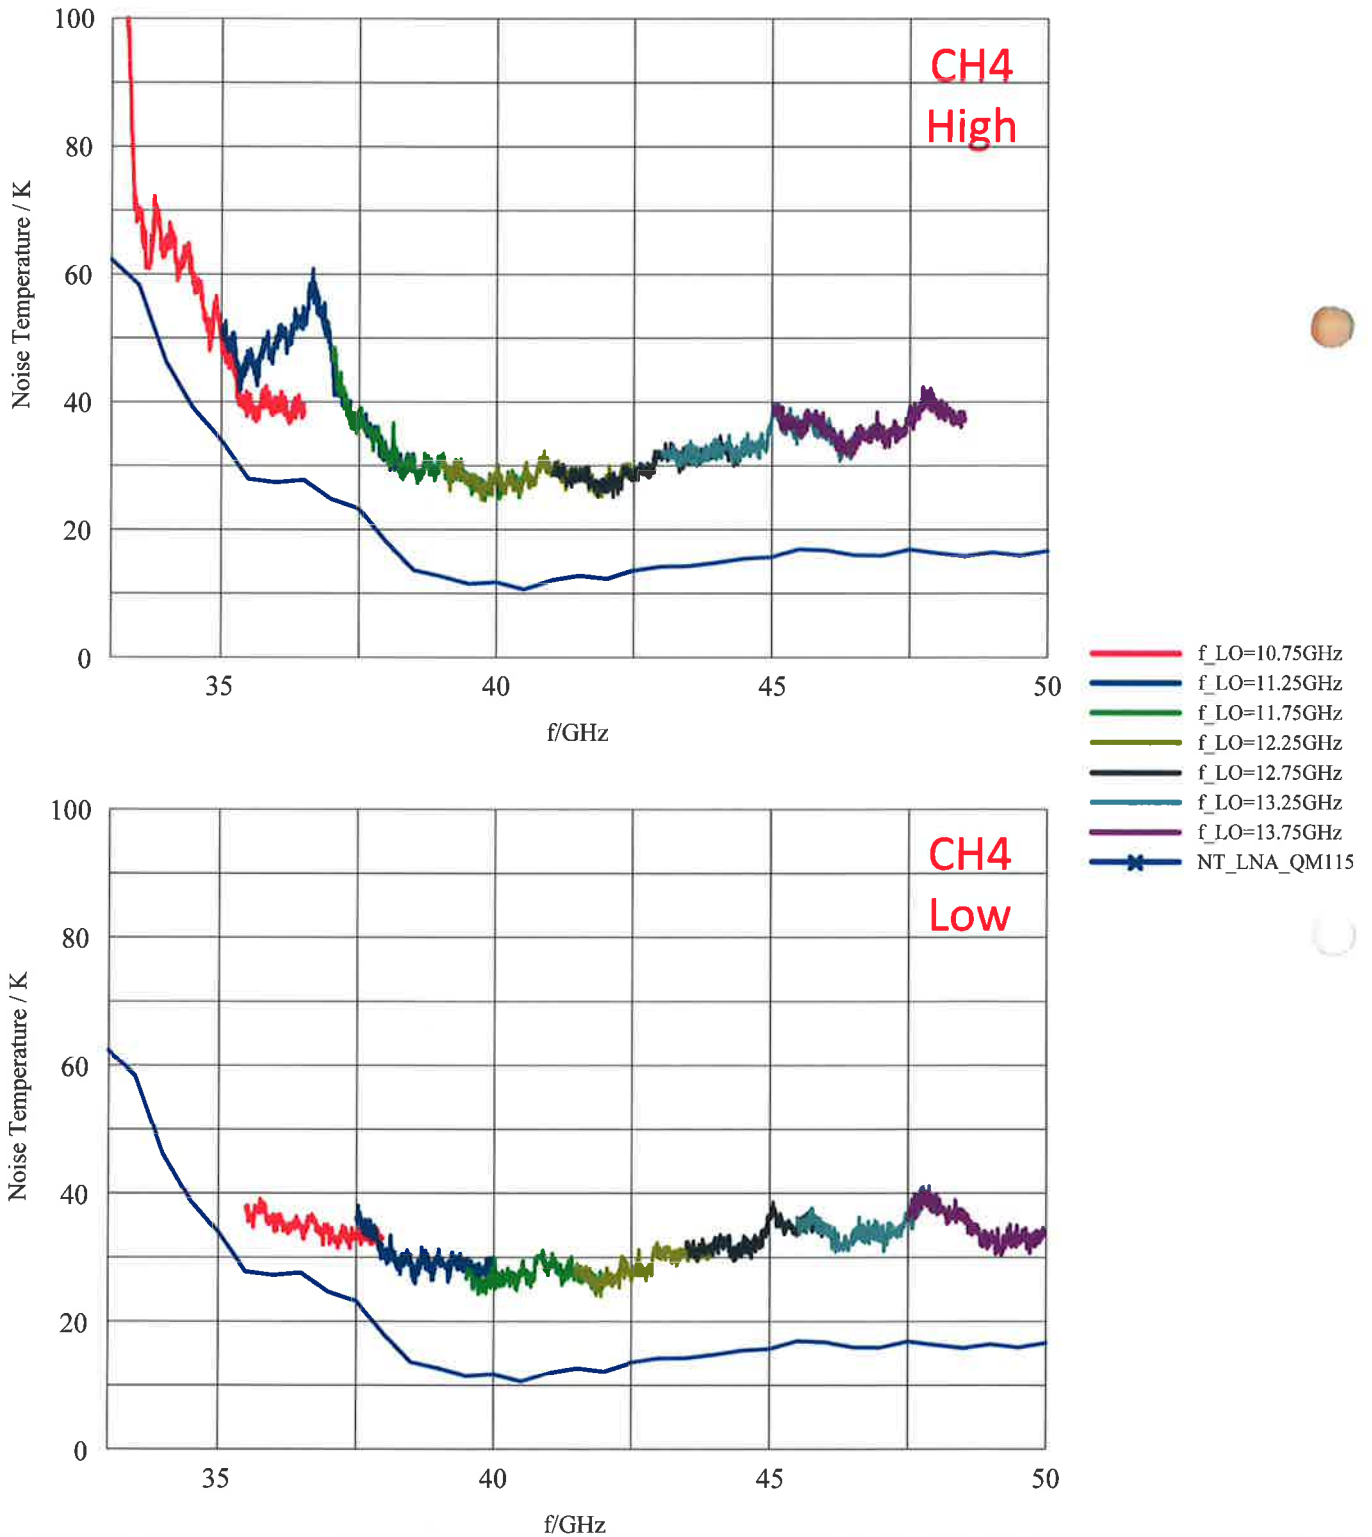 100
80
60
40
20
0
Noise Temperature / K
CH4
High
35
40
45
50
f/GHz
f_LO=10.75GHz
f_LO=11.25GHz
f_LO=11.75GHz
f_LO=12.25GHz
f_LO=12.75GHz
f_LO=13.25GHz
f_LO=13.75GHz
NT_LNA_QM115
100
80
60
40
20
0
Noise Temperature / K
CH4
Low
35
40
45
50
f/GHz